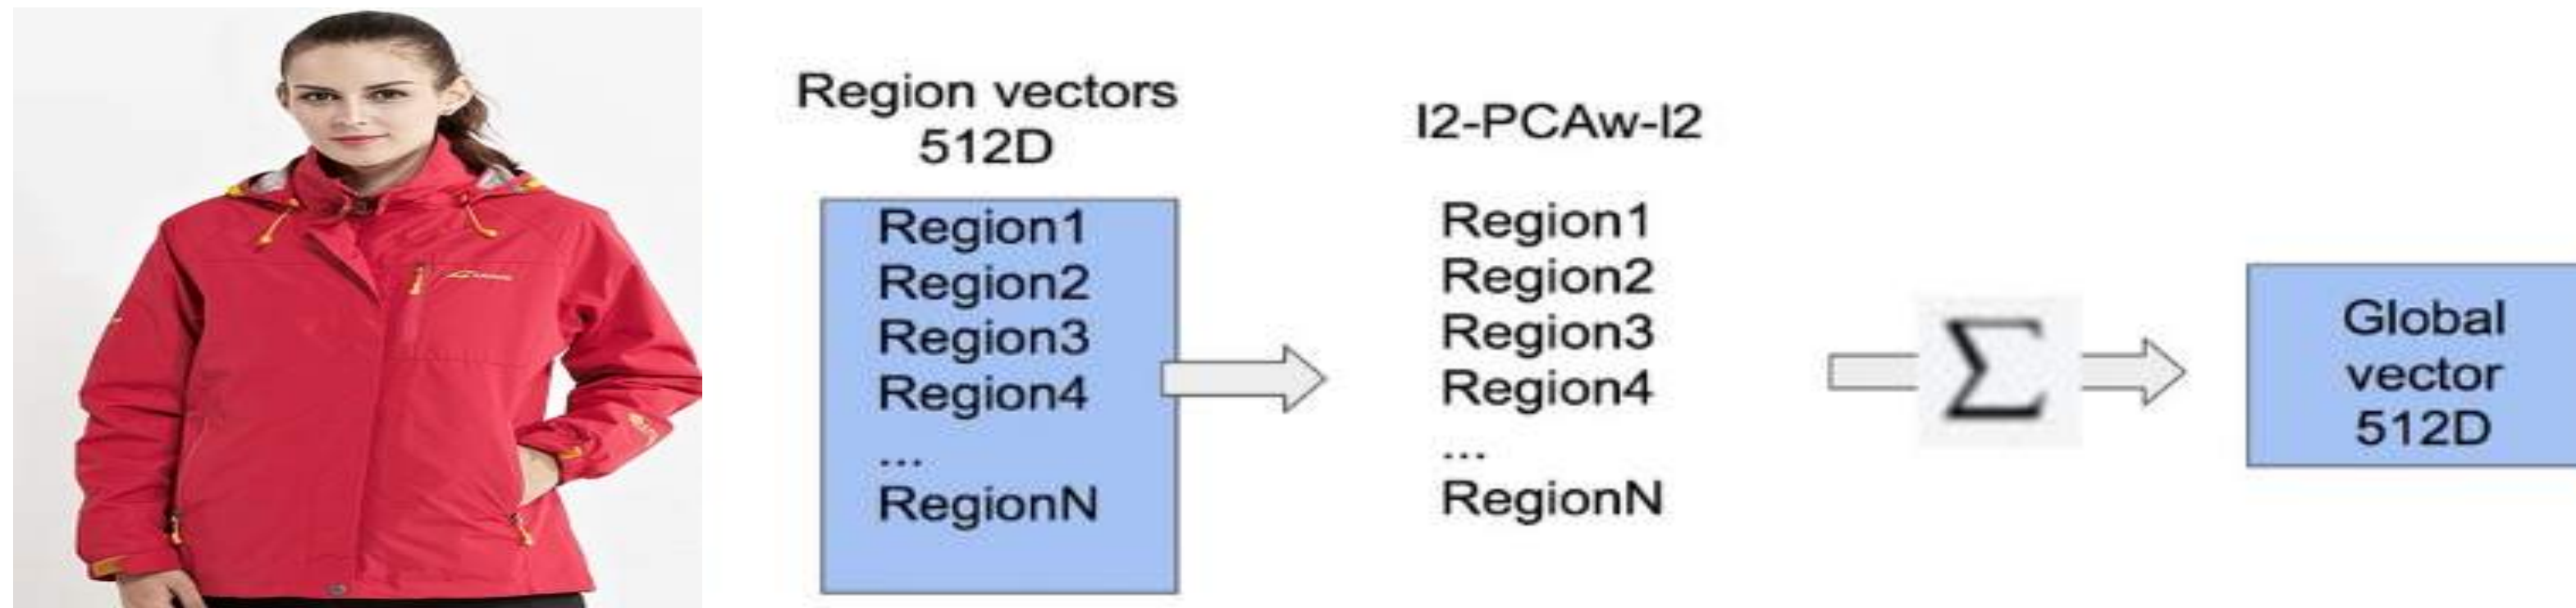 Region vectors
512D
Region1
Region2
Region3
Region4
...
RegionN
l2-PCAw-l2
Region1
Region2
Region3
Region4
...
RegionN
Σ
Global
vector
512D